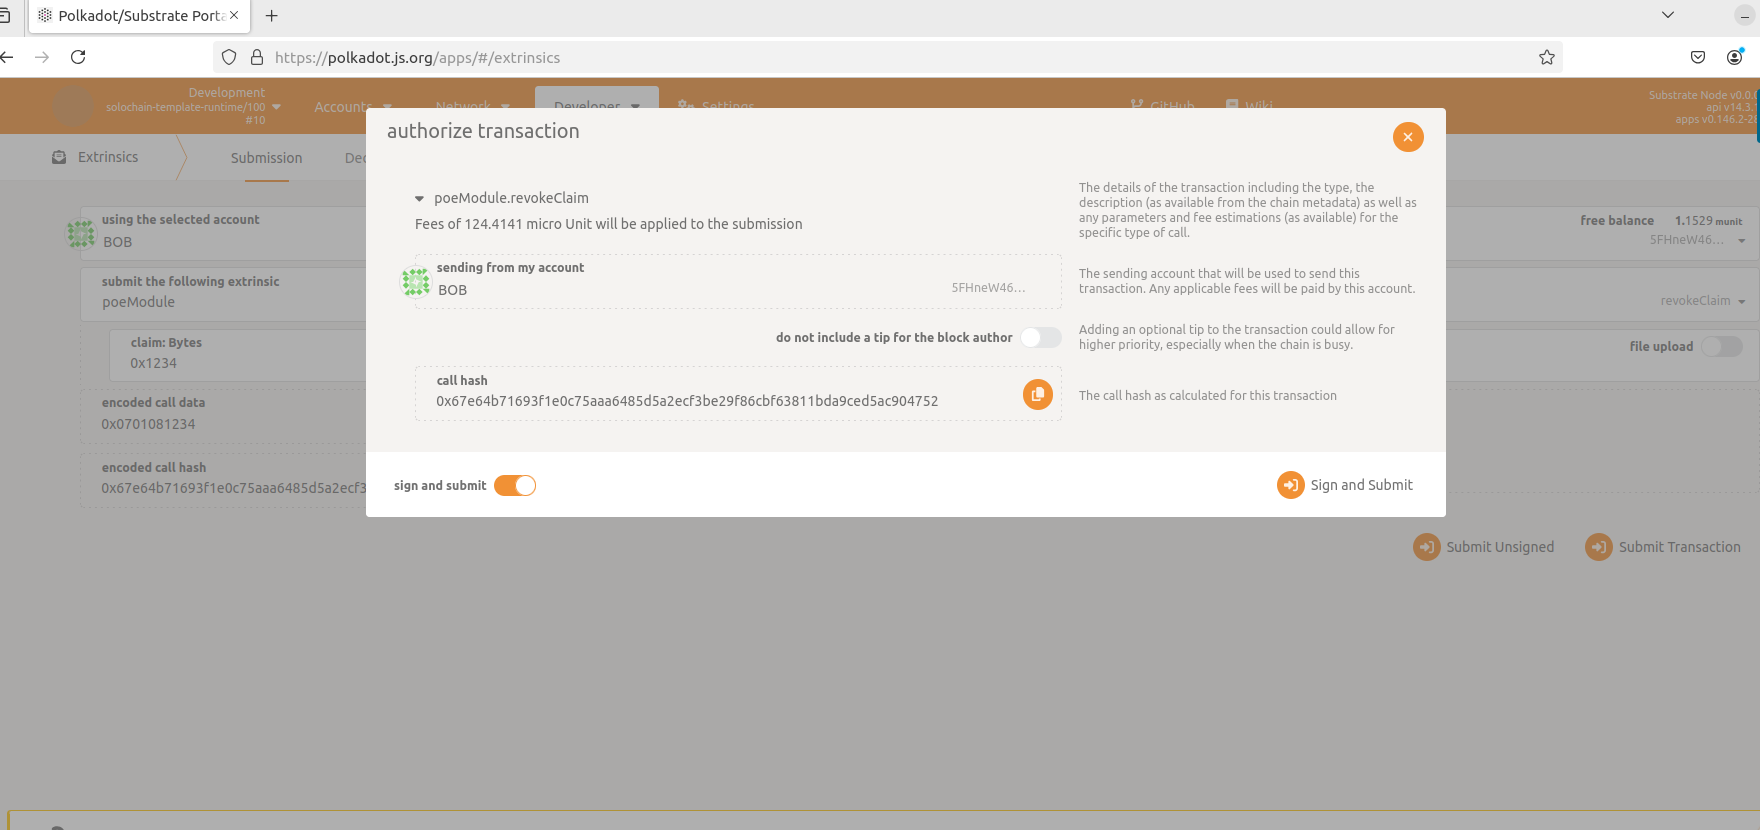 Polkadot/Substrate Porta
https://polkadot.js.org/apps/#/extrinsics
Development
solochain-template-runtime/100
#10
Accounts
Network
Developer
Settings
GitHub
Wiki
Substrate Node
api v14.3.
apps v0.146.2-
Extrinsics
Submission
using the selected account
BOB
free balance 1.1529 munit
5FHneW46…
submit the following extrinsic
poeModule
revokeClaim
claim: Bytes
0x1234
file upload
encoded call data
0x0701081234
encoded call hash
0x67e64b71693f1e0c75aaa6485d5a2ecf3
Submit Unsigned
Submit Transaction
authorize transaction
poeModule.revokeClaim
Fees of 124.4141 micro Unit will be applied to the submission
The details of the transaction including the type, the
description (as available from the chain metadata) as well as
any parameters and fee estimations (as available) for the
specific type of call.
sending from my account
BOB
5FHneW46…
The sending account that will be used to send this
transaction. Any applicable fees will be paid by this account.
do not include a tip for the block author
Adding an optional tip to the transaction could allow for
higher priority, especially when the chain is busy.
call hash
0x67e64b71693f1e0c75aaa6485d5a2ecf3be29f86cbf63811bda9ced5ac904752
The call hash as calculated for this transaction
sign and submit
Sign and Submit